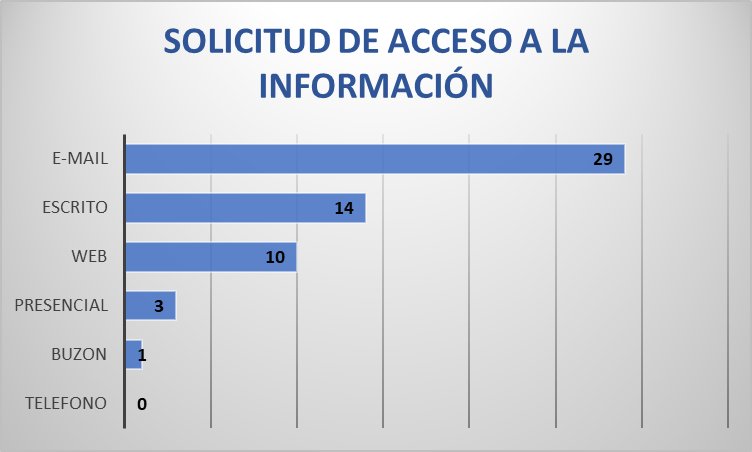 SOLICITUD DE ACCESO A LA
INFORMACIÓN
E-MAIL 29
ESCRITO 14
WEB 10
PRESENCIAL 3
BUZON 1
TELEFONO 0